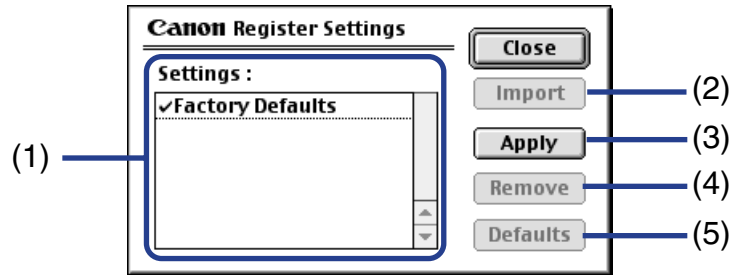 Canon Register Settings
Close
Settings :
Import
(2)
✓Factory Defaults
Apply
(3)
(1)
Remove
(4)
Defaults
(5)